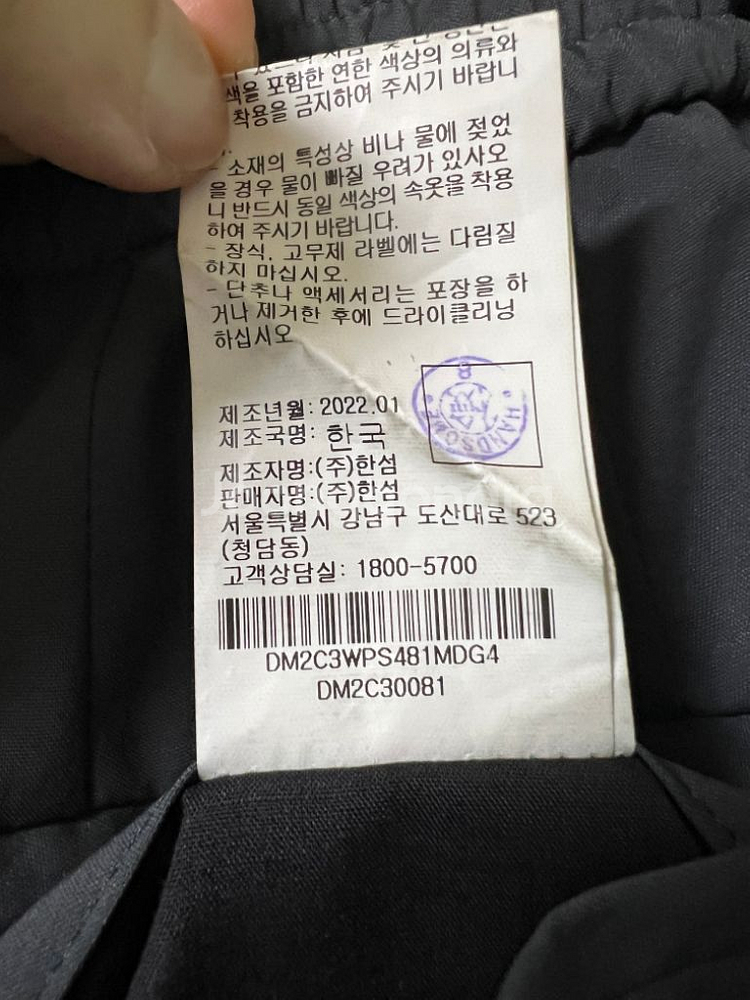 색을 포함한 연한 색상의 의류와
착용을 금지하여 주시기 바랍니
다.
- 소재의 특성상 비나 물에 젖었
을 경우 물이 빠질 우려가 있사오
니 반드시 동일 색상의 속옷을 착용
하여 주시기 바랍니다.
- 장식, 고무제 라벨에는 다림질
하지 마십시오.
- 단추나 액세서리는 포장을 하
거나 제거한 후에 드라이클리닝
하십시오
제조년월: 2022.01
제조국명: 한국
제조자명:(주)한섬
판매자명:(주)한섬
서울특별시 강남구 도산대로 523
(청담동)
고객상담실: 1800-5700
DM2C3WPS481MDG4
DM2C30081
8
HANDSOME